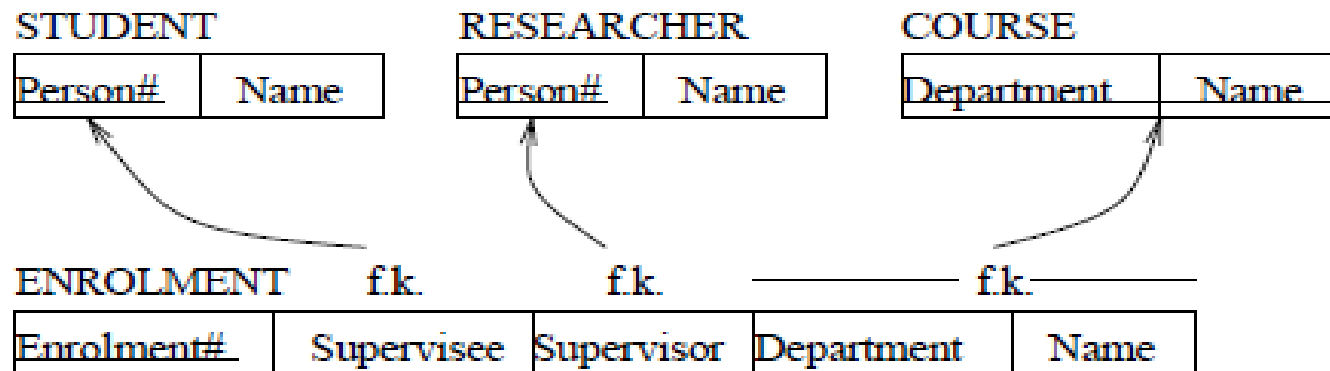 STUDENT RESEARCHER COURSE
Person# Name Person# Name Department Name
ENROLMENT f.k. f.k. f.k.
Enrolment# Supervisee Supervisor Department Name